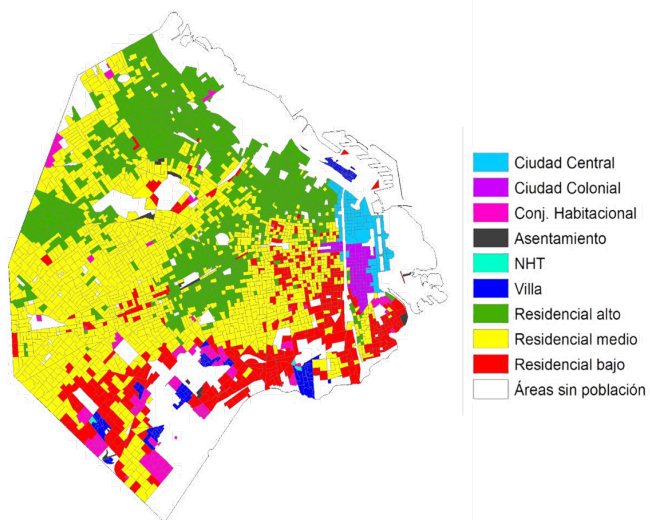 Ciudad Central
Ciudad Colonial
Conj. Habitacional
Asentamiento
NHT
Villa
Residencial alto
Residencial medio
Residencial bajo
Áreas sin población